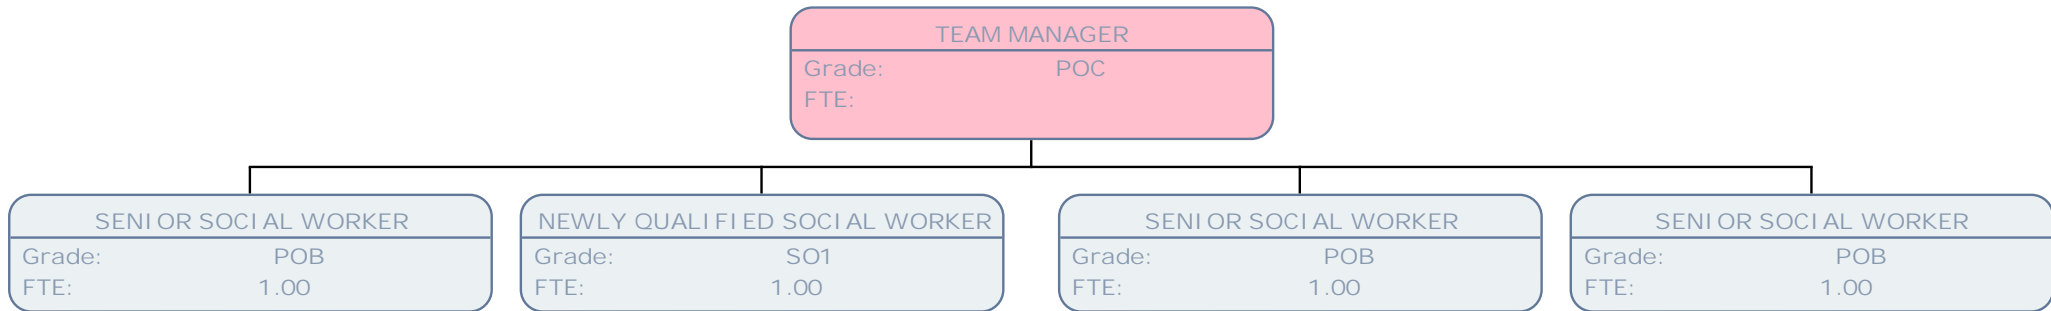 TEAM MANAGER
Grade: POC
FTE:
SENIOR SOCIAL WORKER
Grade: POB
FTE: 1.00
NEWLY QUALIFIED SOCIAL WORKER
Grade: SO1
FTE: 1.00
SENIOR SOCIAL WORKER
Grade: POB
FTE: 1.00
SENIOR SOCIAL WORKER
Grade: POB
FTE: 1.00